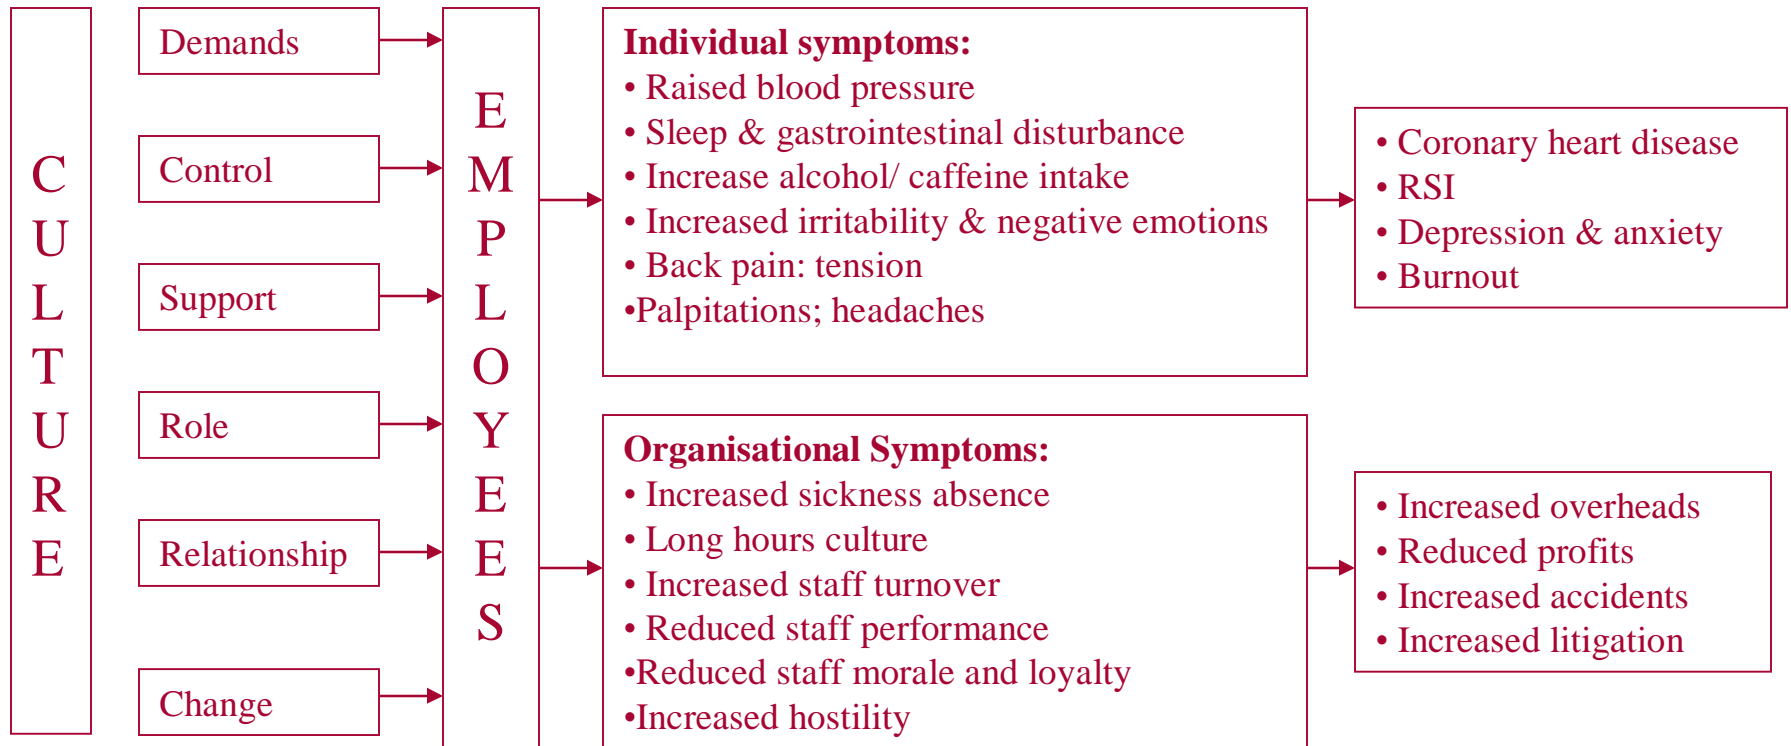 CULTURE
Demands
Control
Support
Role
Relationship
Change
EMPLOYEES
Individual symptoms:
• Raised blood pressure
• Sleep & gastrointestinal disturbance
• Increase alcohol/ caffeine intake
• Increased irritability & negative emotions
• Back pain: tension
•Palpitations; headaches
• Coronary heart disease
• RSI
• Depression & anxiety
• Burnout
Organisational Symptoms:
• Increased sickness absence
• Long hours culture
• Increased staff turnover
• Reduced staff performance
•Reduced staff morale and loyalty
•Increased hostility
• Increased overheads
• Reduced profits
• Increased accidents
• Increased litigation